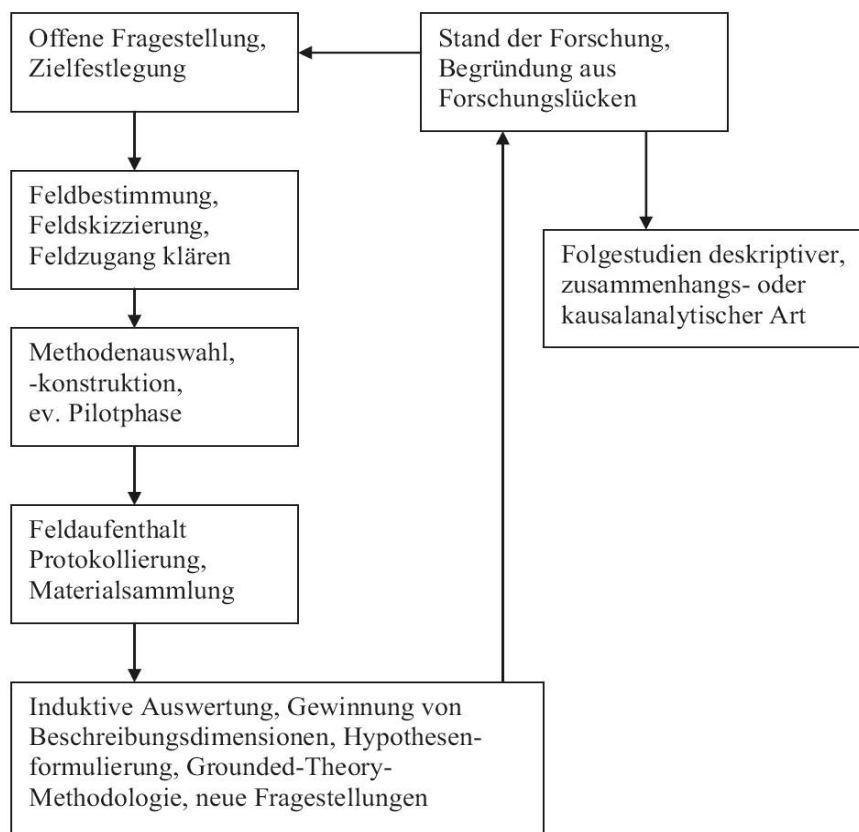 Offene Fragestellung,
Zielfestlegung
Stand der Forschung,
Begründung aus
Forschungslücken
Feldbestimmung,
Feldskizzierung,
Feldzugang klären
Folgestudien deskriptiver,
zusammenhangs- oder
kausalanalytischer Art
Methodenauswahl,
-konstruktion,
ev. Pilotphase
Feldaufenthalt
Protokollierung,
Materialsammlung
Induktive Auswertung, Gewinnung von
Beschreibungsdimensionen, Hypothesen-
formulierung, Grounded-Theory-
Methodologie, neue Fragestellungen